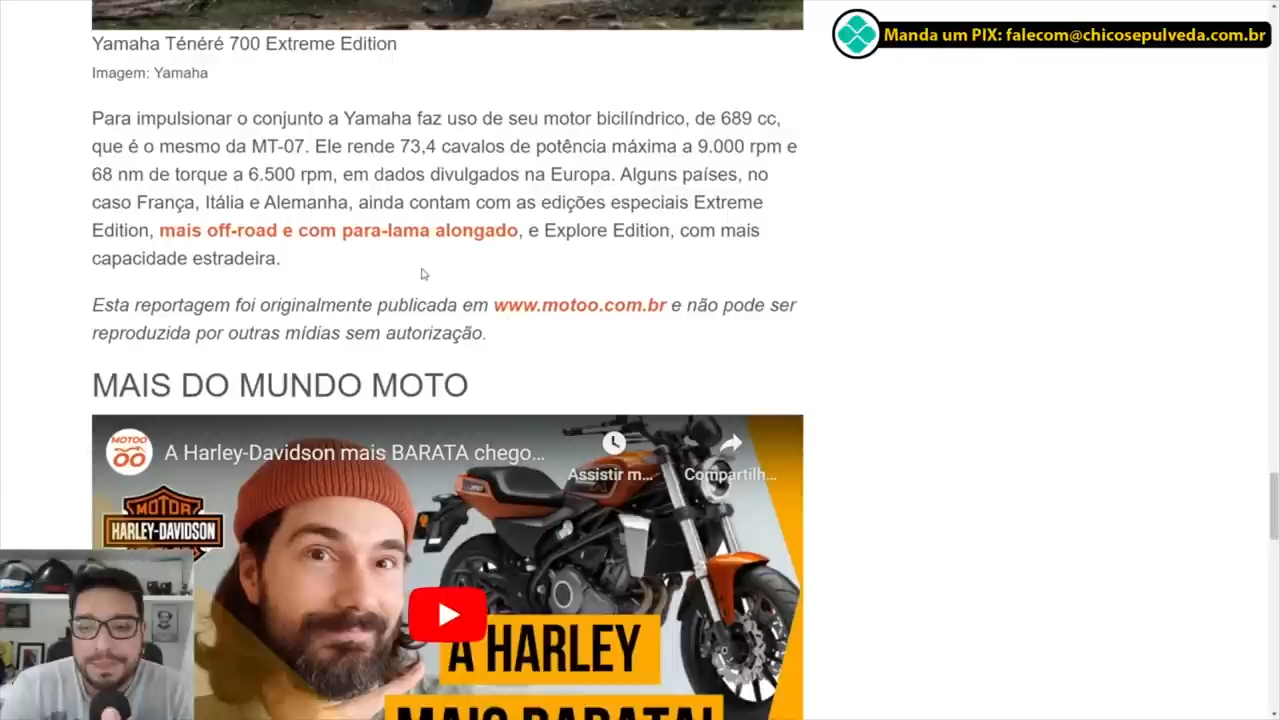 Manda um PIX: falecom@chicosepulveda.com.br
Yamaha Ténéré 700 Extreme Edition
Imagem: Yamaha
Para impulsionar o conjunto a Yamaha faz uso de seu motor bicilíndrico, de 689 cc,
que é o mesmo da MT-07. Ele rende 73,4 cavalos de potência máxima a 9.000 rpm e
68 nm de torque a 6.500 rpm, em dados divulgados na Europa. Alguns países, no
caso França, Itália e Alemanha, ainda contam com as edições especiais Extreme
Edition, mais off-road e com para-lama alongado, e Explore Edition, com mais
capacidade estradeira.
Esta reportagem foi originalmente publicada em www.motoo.com.br e não pode ser
reproduzida por outras mídias sem autorização.
MAIS DO MUNDO MOTO
MOTOO
A Harley-Davidson mais BARATA chego...
Assistir m...
Compartilh...
MOTOR
HARLEY-DAVIDSON
A HARLEY
MAIS BARATA!